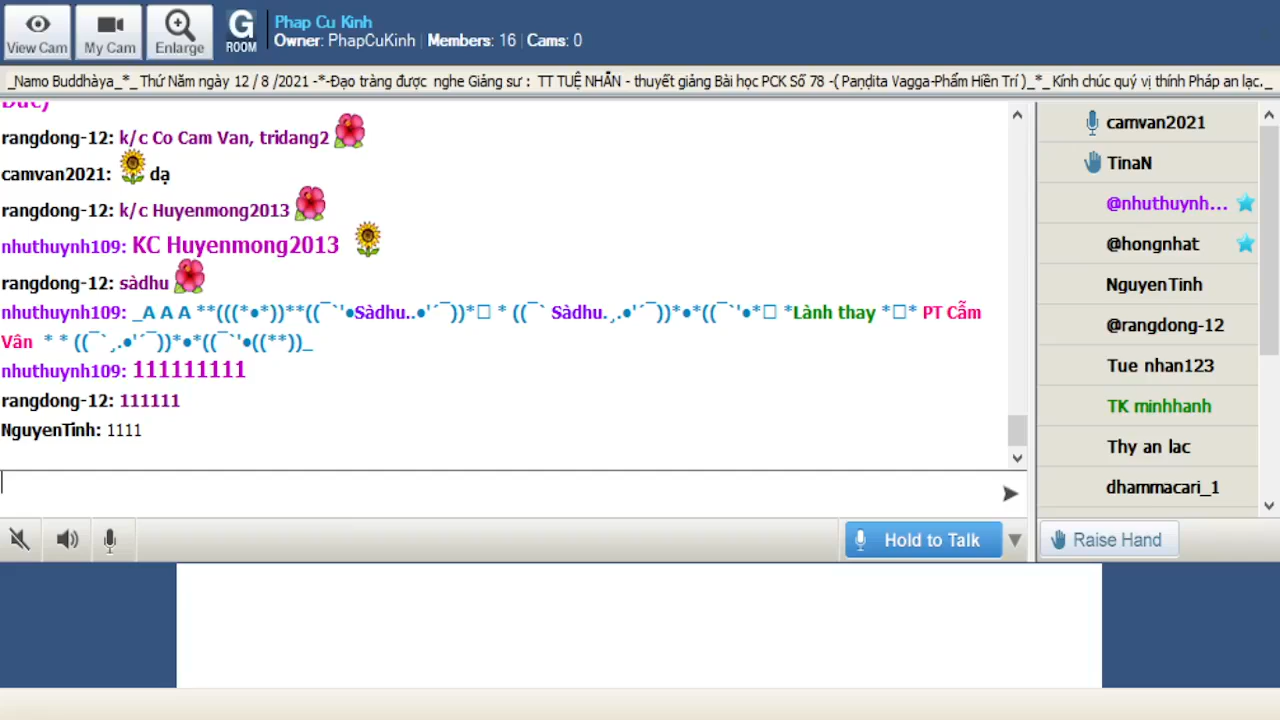 Phap Cu Kinh
View Cam My Cam Enlarge G ROOM Owner: PhapCuKinh | Members: 16 | Cams: 0
_Namo Buddhàya_*_ Thứ Năm ngày 12 / 8 /2021 -*-Đạo tràng được nghe Giảng sư : TT TUỆ NHẪN - thuyết giảng Bài học PCK Số 78 -( Paṇḍita Vagga-Phẩm Hiền Trí )_*_ Kính chúc quý vị thính Pháp an lạc._
rangdong-12: k/c Co Cam Van, tridang2
camvan2021: dạ
rangdong-12: k/c Huyenmong2013
nhuthuynh109: KC Huyenmong2013
rangdong-12: sàdhu
nhuthuynh109: _A A A **(((*•*))**((¯`'•Sàdhu..•'´¯))*□ * ((¯` Sàdhu.¸.•'´¯))*•*((¯`'•*□ *Lành thay *□* PT Cẩm
Vân * * ((¯`¸.•'´¯))*•*((¯`'•((**))_
nhuthuynh109: 111111111
rangdong-12: 111111
NguyenTinh: 1111
camvan2021
TinaN
@nhuthuynh...
@hongnhat
NguyenTinh
@rangdong-12
Tue nhan123
TK minhhanh
Thy an lac
dhammacari_1
Hold to Talk
Raise Hand